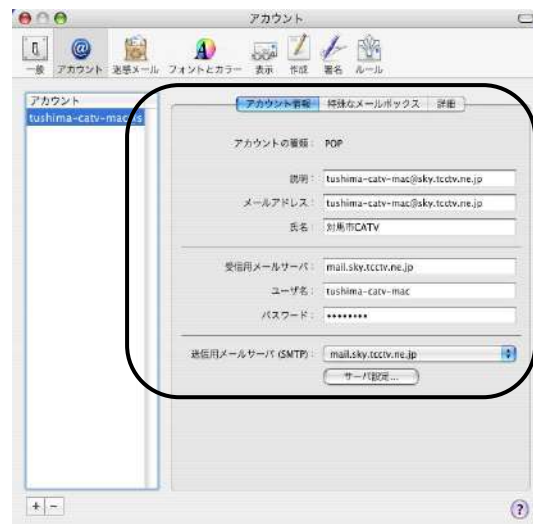 アカウント
一般 アカウント 迷惑メール フォントとカラー 表示 作成 署名 ルール
アカウント
tushima-catv-mac
アカウント情報 特殊なメールボックス 詳細
アカウントの種類： POP
説明： tushima-catv-mac@sky.tcctv.ne.jp
メールアドレス： tushima-catv-mac@sky.tcctv.ne.jp
氏名： 対馬市CATV
受信用メールサーバ： mail.sky.tcctv.ne.jp
ユーザ名： tushima-catv-mac
パスワード： ••••••••
送信用メールサーバ (SMTP)： mail.sky.tcctv.ne.jp
サーバ設定...
+ −
?